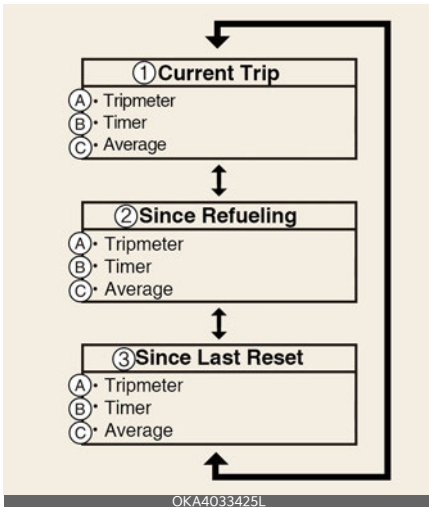 ①Current Trip
Ⓐ• Tripmeter
Ⓑ• Timer
Ⓒ• Average
②Since Refueling
Ⓐ• Tripmeter
Ⓑ• Timer
Ⓒ• Average
③Since Last Reset
Ⓐ• Tripmeter
Ⓑ• Timer
Ⓒ• Average
OKA4033425L